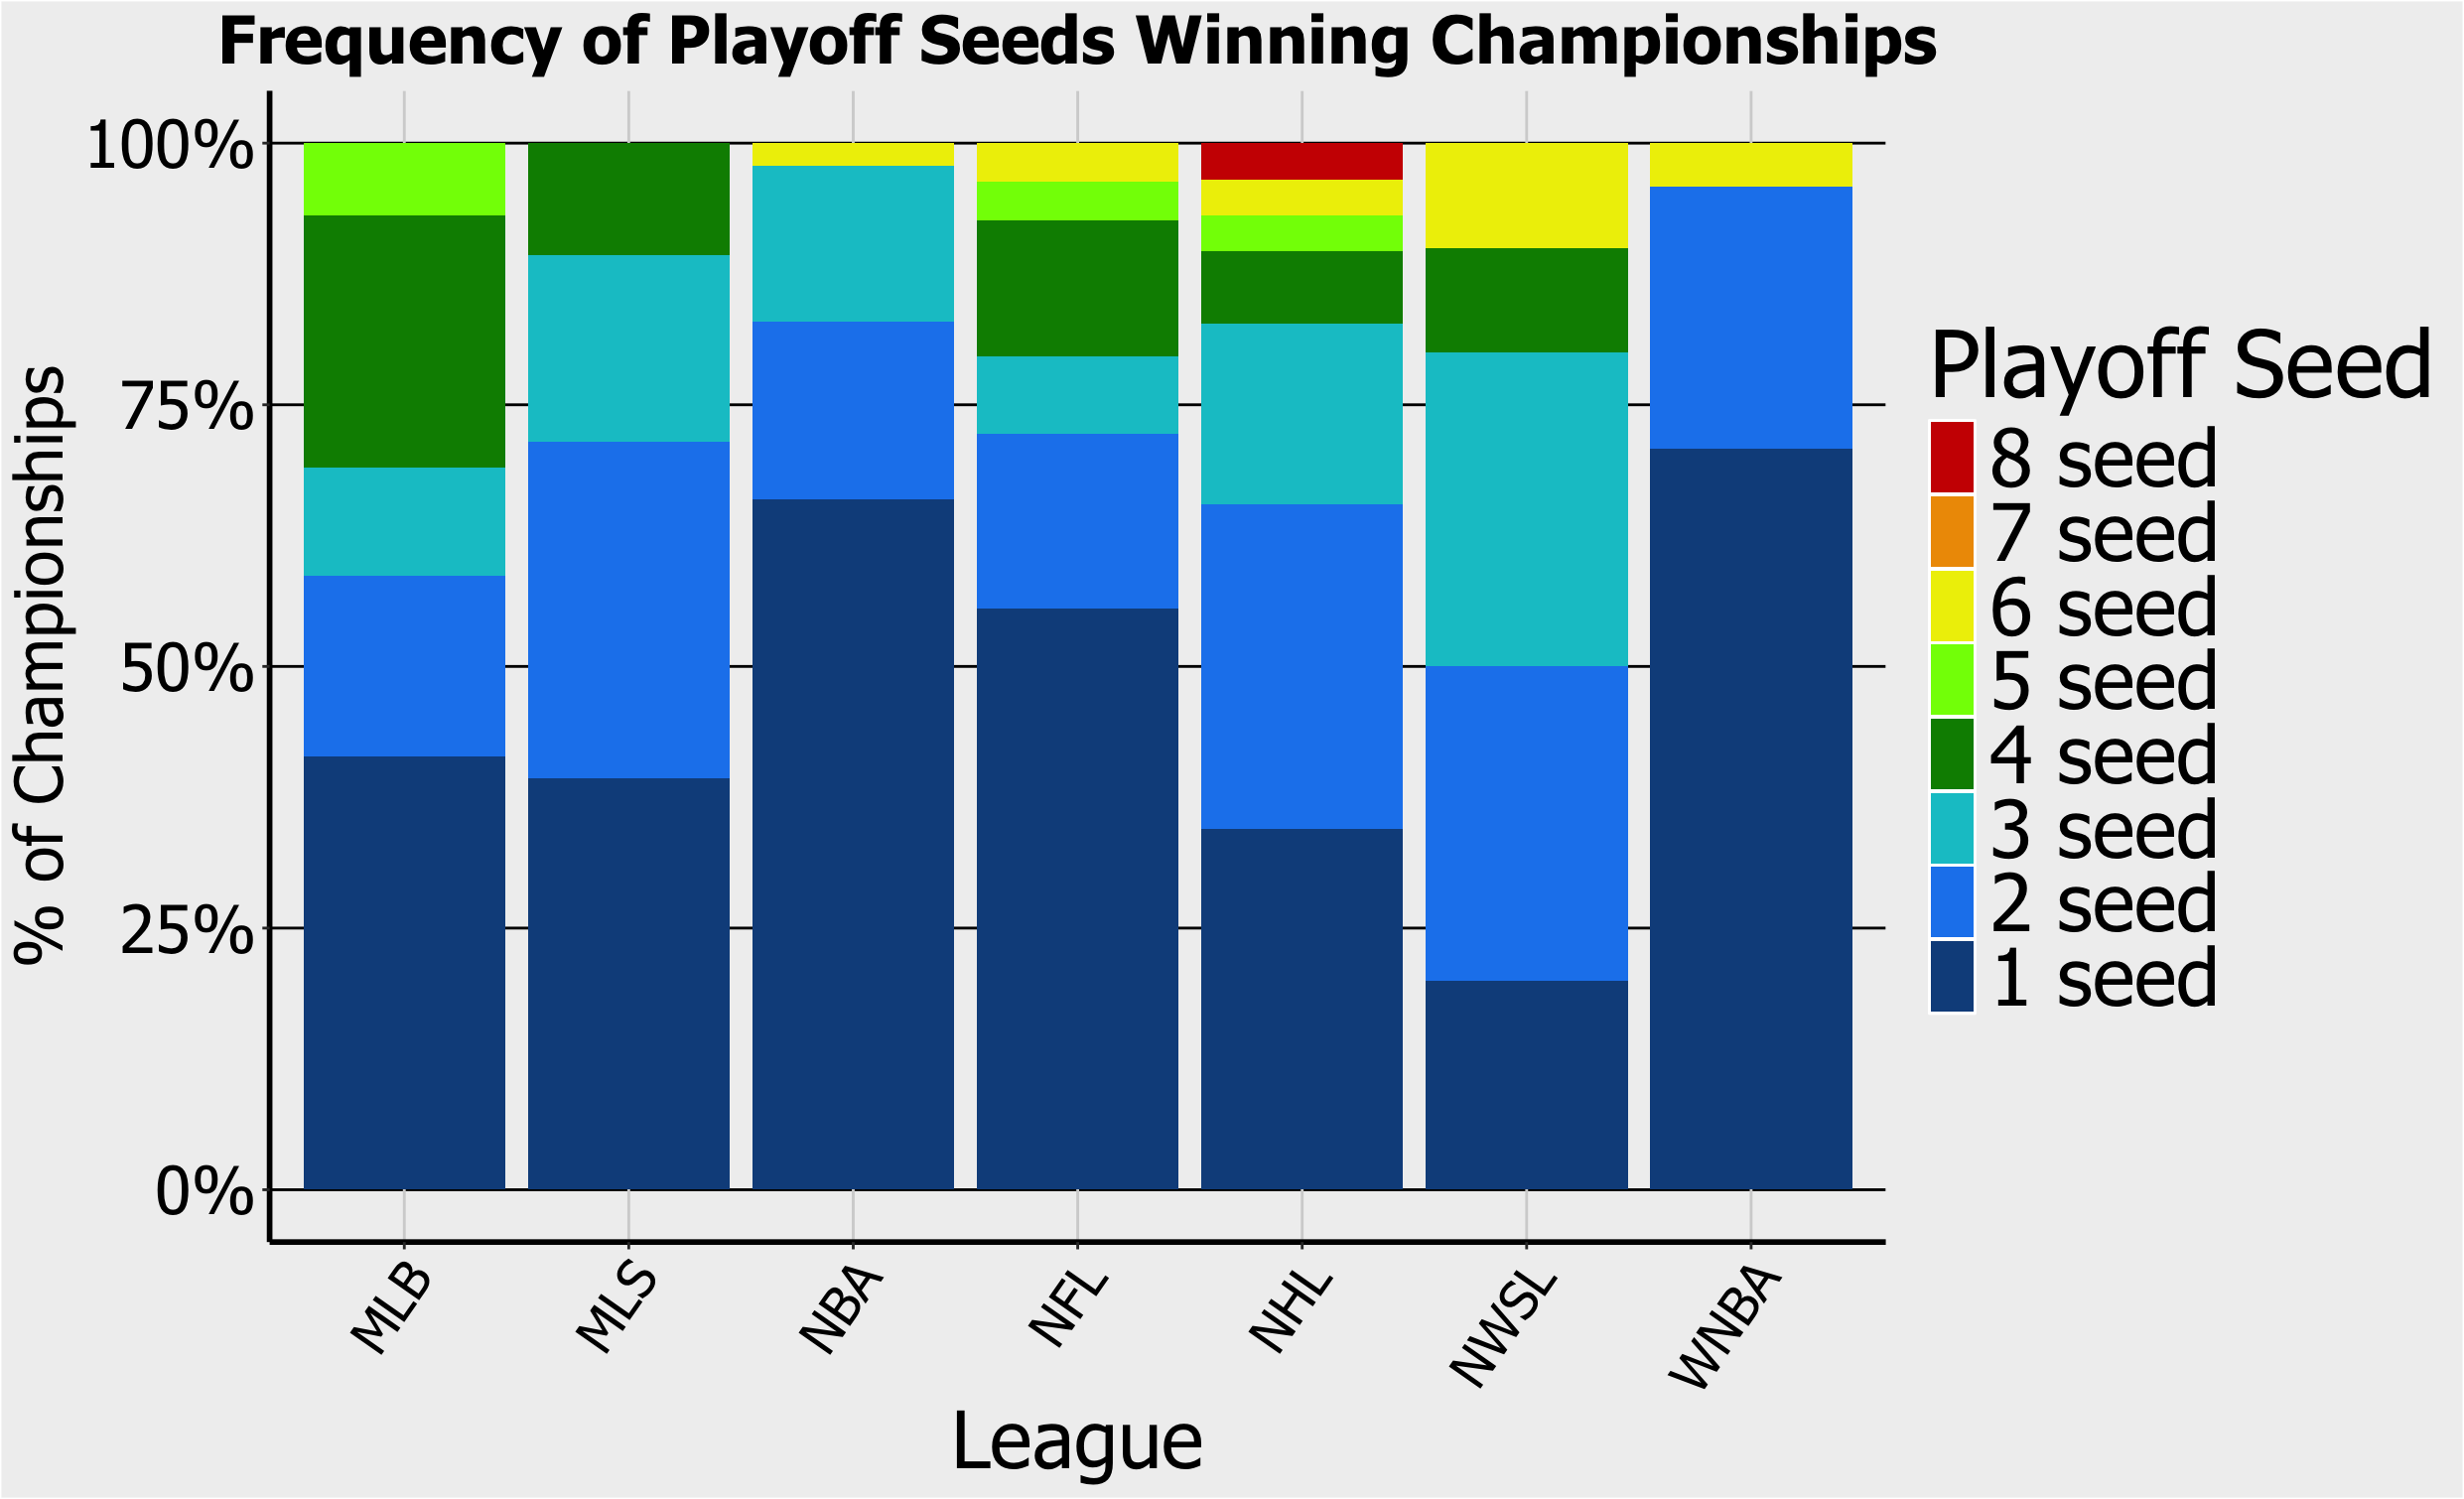 Frequency of Playoff Seeds Winning Championships
% of Championships
100%
75%
50%
25%
0%
MLB
MLS
NBA
NFL
NHL
NWSL
WNBA
League
Playoff Seed
8 seed
7 seed
6 seed
5 seed
4 seed
3 seed
2 seed
1 seed